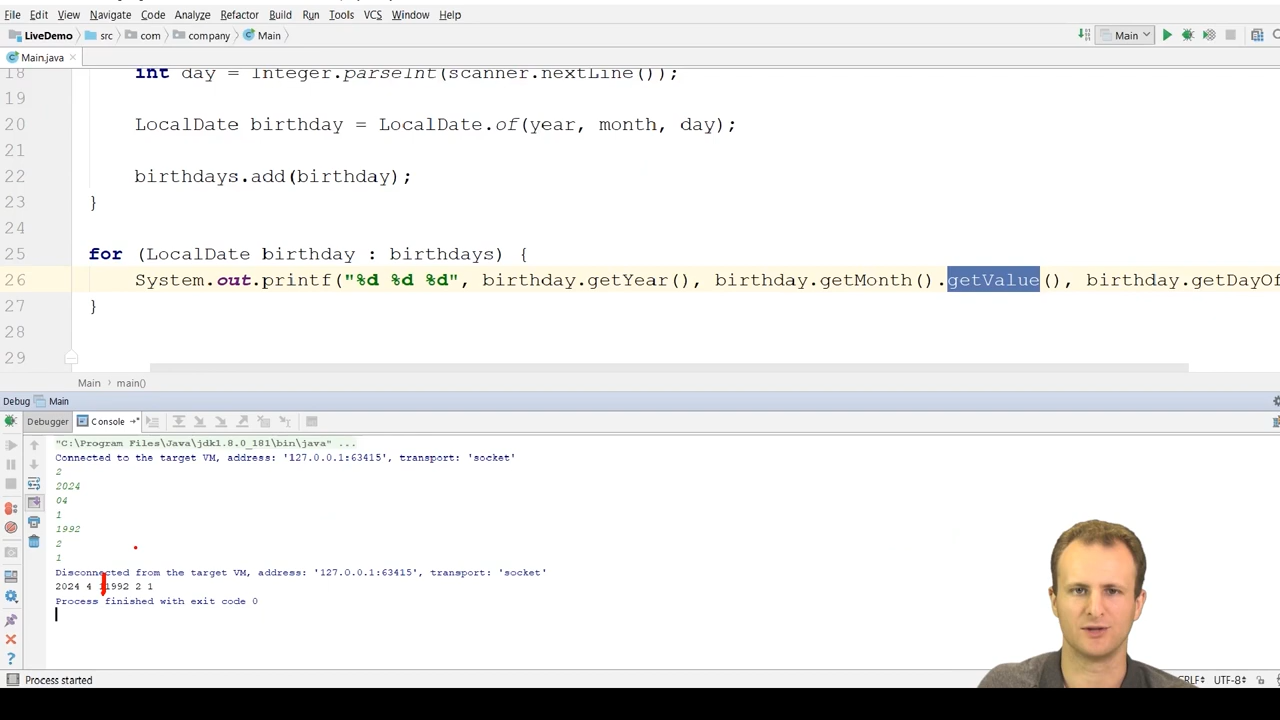 File Edit View Navigate Code Analyze Refactor Build Run Tools VCS Window Help
LiveDemo src com company Main Main
Main.java
18 int day = Integer.parseInt(scanner.nextLine());
19
20 LocalDate birthday = LocalDate.of(year, month, day);
21
22 birthdays.add(birthday);
23 }
24
25 for (LocalDate birthday : birthdays) {
26 System.out.printf("%d %d %d", birthday.getYear(), birthday.getMonth().getValue(), birthday.getDayOf
27 }
28
29
Main main()
Debug Main
Debugger Console
"C:\Program Files\Java\jdk1.8.0_181\bin\java" ...
Connected to the target VM, address: '127.0.0.1:63415', transport: 'socket'
2
2024
04
1
1992
2
1
Disconnected from the target VM, address: '127.0.0.1:63415', transport: 'socket'
2024 4 11992 2 1
Process finished with exit code 0
Process started CRLF UTF-8